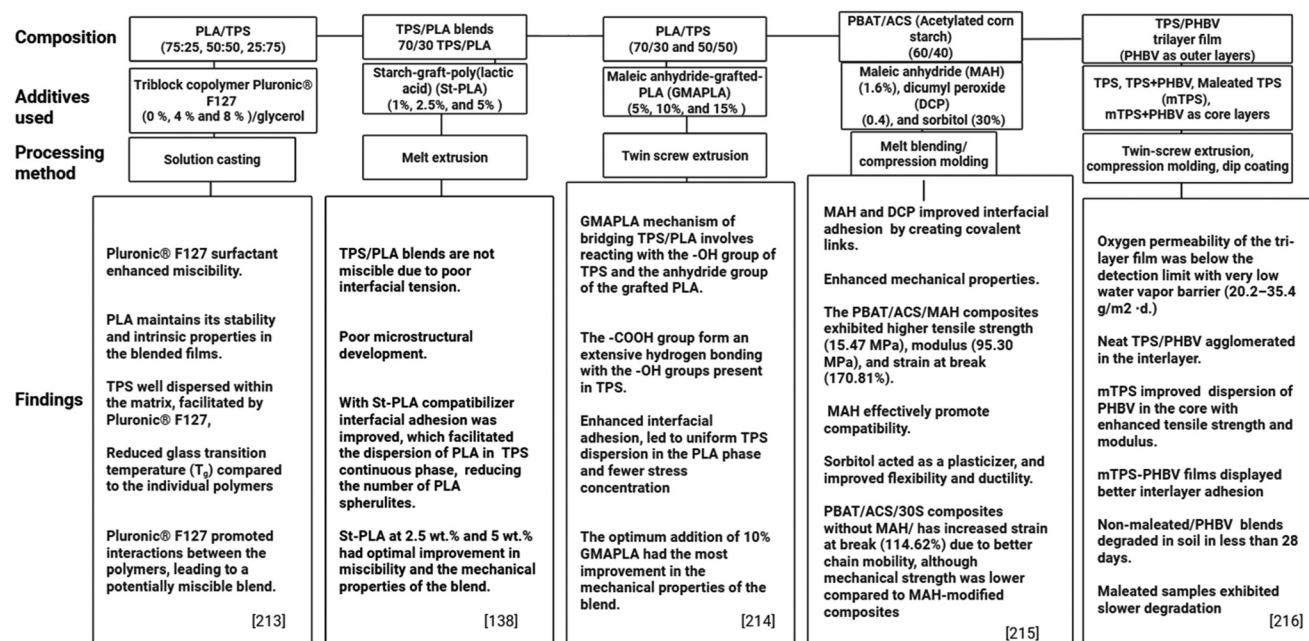 Composition
PLA/TPS
(75:25, 50:50, 25:75)
TPS/PLA blends
70/30 TPS/PLA
PLA/TPS
(70/30 and 50/50)
PBAT/ACS (Acetylated corn
starch)
(60/40)
TPS/PHBV
trilayer film
(PHBV as outer layers)
Additives
used
Triblock copolymer Pluronic®
F127
(0 %, 4 % and 8 %)/glycerol
Starch-graft-poly(lactic
acid) (St-PLA)
(1%, 2.5%, and 5% )
Maleic anhydride-grafted-
PLA (GMAPLA)
(5%, 10%, and 15% )
Maleic anhydride (MAH)
(1.6%), dicumyl peroxide
(DCP)
(0.4), and sorbitol (30%)
TPS, TPS+PHBV, Maleated TPS
(mTPS),
mTPS+PHBV as core layers
Processing
method
Solution casting
Melt extrusion
Twin screw extrusion
Melt blending/
compression molding
Twin-screw extrusion,
compression molding, dip coating
Findings
Pluronic® F127 surfactant
enhanced miscibility.
PLA maintains its stability
and intrinsic properties in
the blended films.
TPS well dispersed within
the matrix, facilitated by
Pluronic® F127,
Reduced glass transition
temperature (Tg) compared
to the individual polymers
Pluronic® F127 promoted
interactions between the
polymers, leading to a
potentially miscible blend.
[213]
TPS/PLA blends are not
miscible due to poor
interfacial tension.
Poor microstructural
development.
With St-PLA compatibilizer
interfacial adhesion was
improved, which facilitated
the dispersion of PLA in TPS
continuous phase, reducing
the number of PLA
spherulites.
St-PLA at 2.5 wt.% and 5 wt.%
had optimal improvement in
miscibility and the mechanical
properties of the blend.
[138]
GMAPLA mechanism of
bridging TPS/PLA involves
reacting with the -OH group of
TPS and the anhydride group
of the grafted PLA.
The -COOH group form an
extensive hydrogen bonding
with the -OH groups present
in TPS.
Enhanced interfacial
adhesion, led to uniform TPS
dispersion in the PLA phase
and fewer stress
concentration
The optimum addition of 10%
GMAPLA had the most
improvement in the
mechanical properties of the
blend.
[214]
MAH and DCP improved interfacial
adhesion by creating covalent
links.
Enhanced mechanical properties.
The PBAT/ACS/MAH composites
exhibited higher tensile strength
(15.47 MPa), modulus (95.30
MPa), and strain at break
(170.81%).
MAH effectively promote
compatibility.
Sorbitol acted as a plasticizer, and
improved flexibility and ductility.
PBAT/ACS/30S composites
without MAH/ has increased strain
at break (114.62%) due to better
chain mobility, although
mechanical strength was lower
compared to MAH-modified
composites
[215]
Oxygen permeability of the tri-
layer film was below the
detection limit with very low
water vapor barrier (20.2–35.4
g/m2 ·d.)
Neat TPS/PHBV agglomerated
in the interlayer.
mTPS improved dispersion of
PHBV in the core with
enhanced tensile strength and
modulus.
mTPS-PHBV films displayed
better interlayer adhesion
Non-maleated/PHBV blends
degraded in soil in less than 28
days.
Maleated samples exhibited
slower degradation
[216]